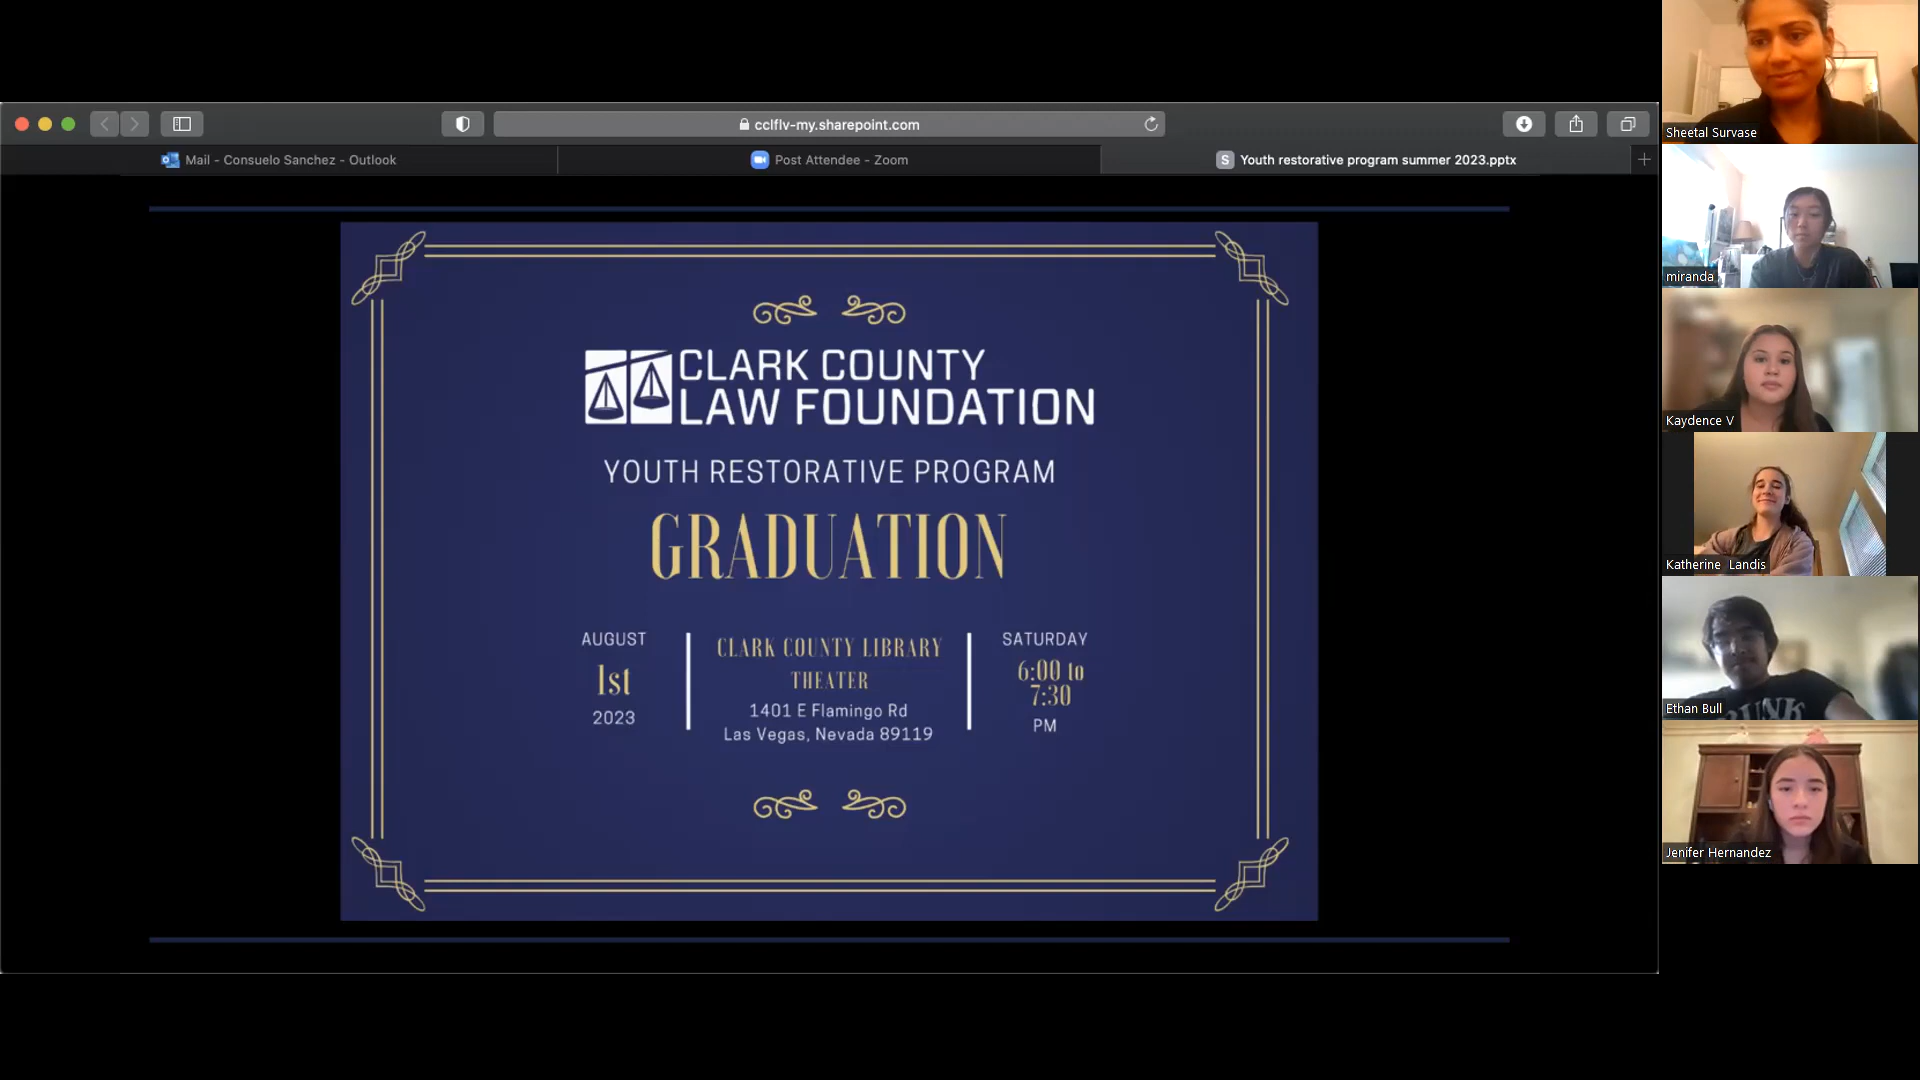 cclflv-my.sharepoint.com
Mail - Consuelo Sanchez - Outlook
Post Attendee - Zoom
S Youth restorative program summer 2023.pptx
CLARK COUNTY
LAW FOUNDATION
YOUTH RESTORATIVE PROGRAM
GRADUATION
AUGUST
1st
2023
CLARK COUNTY LIBRARY
THEATER
1401 E Flamingo Rd
Las Vegas, Nevada 89119
SATURDAY
6:00 to
7:30
PM
Sheetal Survase
miranda
Kaydence V
Katherine Landis
Ethan Bull
Jenifer Hernandez